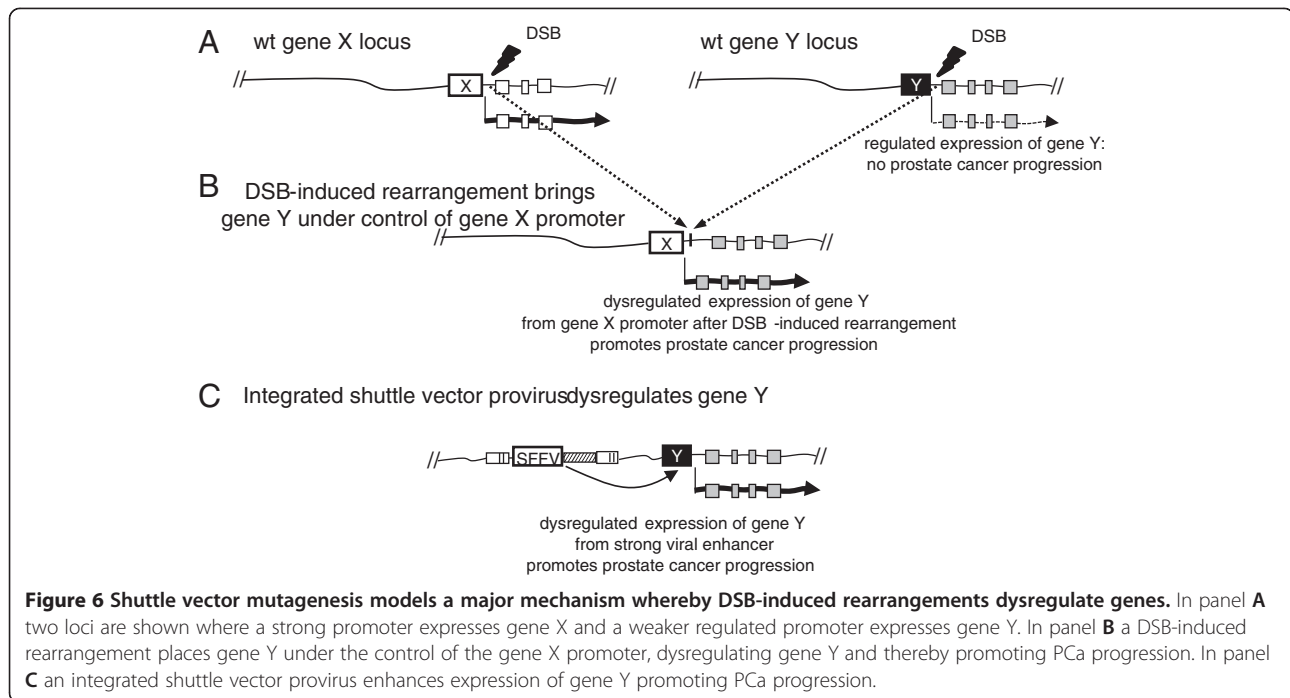 A
wt gene X locus
DSB
wt gene Y locus
DSB
//
X
//
//
Y
//
regulated expression of gene Y:
no prostate cancer progression
B
DSB-induced rearrangement brings
gene Y under control of gene X promoter
//
X
//
dysregulated expression of gene Y
from gene X promoter after DSB -induced rearrangement
promotes prostate cancer progression
C Integrated shuttle vector provirusdysregulates gene Y
//
SFFV
Y
//
dysregulated expression of gene Y
from strong viral enhancer
promotes prostate cancer progression
Figure 6 Shuttle vector mutagenesis models a major mechanism whereby DSB-induced rearrangements dysregulate genes. In panel A
two loci are shown where a strong promoter expresses gene X and a weaker regulated promoter expresses gene Y. In panel B a DSB-induced
rearrangement places gene Y under the control of the gene X promoter, dysregulating gene Y and thereby promoting PCa progression. In panel
C an integrated shuttle vector provirus enhances expression of gene Y promoting PCa progression.